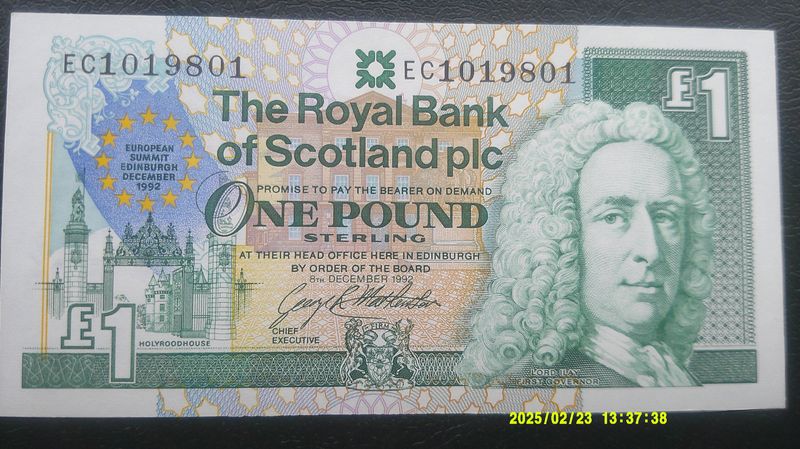 EC1019801
EC1019801
£1
The Royal Bank
of Scotland plc
EUROPEAN
SUMMIT
EDINBURGH
DECEMBER
1992
PROMISE TO PAY THE BEARER ON DEMAND
ONE POUND
STERLING
AT THEIR HEAD OFFICE HERE IN EDINBURGH
BY ORDER OF THE BOARD
8TH DECEMBER 1992
CHIEF
EXECUTIVE
£1
HOLYROODHOUSE
LORD ILAY
FIRST GOVERNOR
2025/02/23 13:37:38